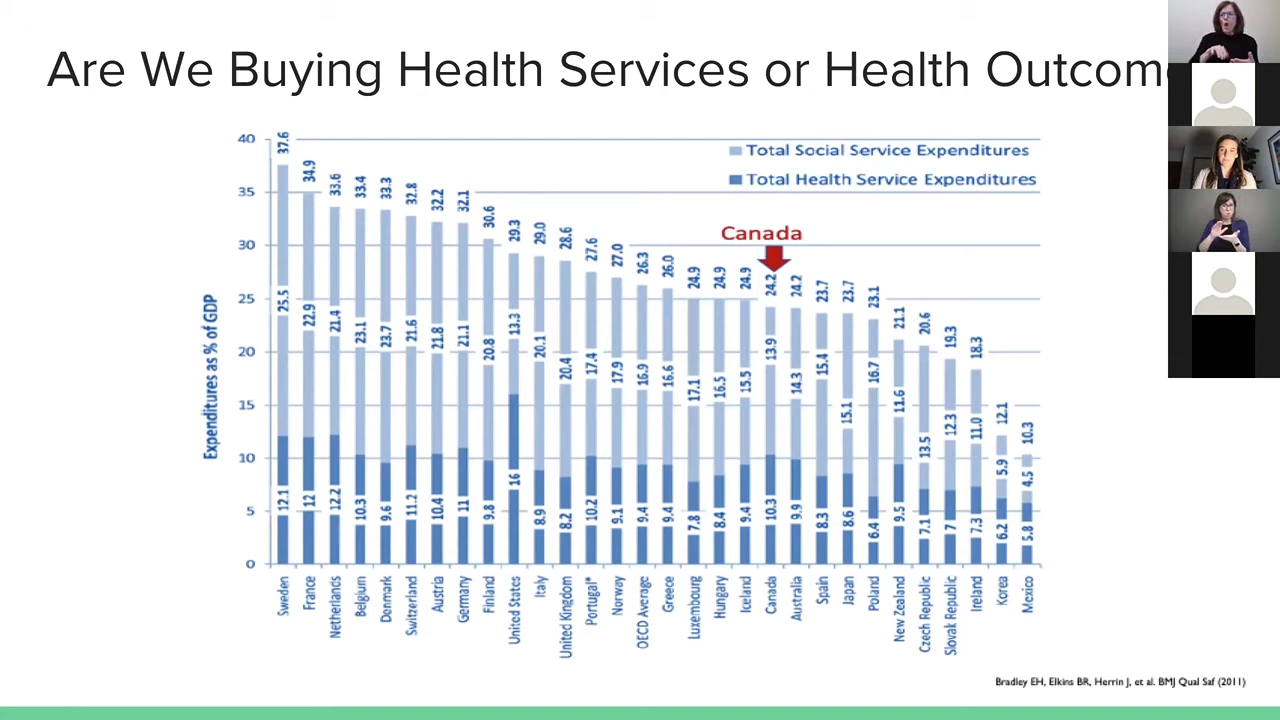 Are We Buying Health Services or Health Outcom
40
35
30
25
20
15
10
5
0
Expenditures as % of GDP
Total Social Service Expenditures
Total Health Service Expenditures
Canada
37.6
34.9
33.6
33.4
33.3
32.8
32.2
32.1
30.6
29.3
29.0
28.6
27.6
27.0
26.3
26.0
24.9
24.9
24.9
24.2
24.2
23.7
23.7
23.1
21.1
20.6
19.3
18.3
12.1
10.3
25.5
22.9
21.4
23.1
23.7
21.6
21.8
21.1
20.8
13.3
20.1
20.4
17.4
17.9
16.9
16.6
17.1
16.5
15.5
13.9
14.3
15.4
15.1
16.7
11.6
13.5
12.3
11.0
5.9
4.5
12.1
12
12.2
10.3
9.6
11.2
10.4
11
9.8
16
8.9
8.2
10.2
9.1
9.4
9.4
7.8
8.4
9.4
10.3
9.9
8.3
8.6
6.4
9.5
7.1
7
7.3
6.2
5.8
Sweden
France
Netherlands
Belgium
Denmark
Switzerland
Austria
Germany
Finland
United States
Italy
United Kingdom
Portugal*
Norway
OECD Average
Greece
Luxembourg
Hungary
Iceland
Canada
Australia
Spain
Japan
Poland
New Zealand
Czech Republic
Slovak Republic
Ireland
Korea
Mexico
Bradley EH, Elkins BR, Herrin J, et al. BMJ Qual Saf (2011)